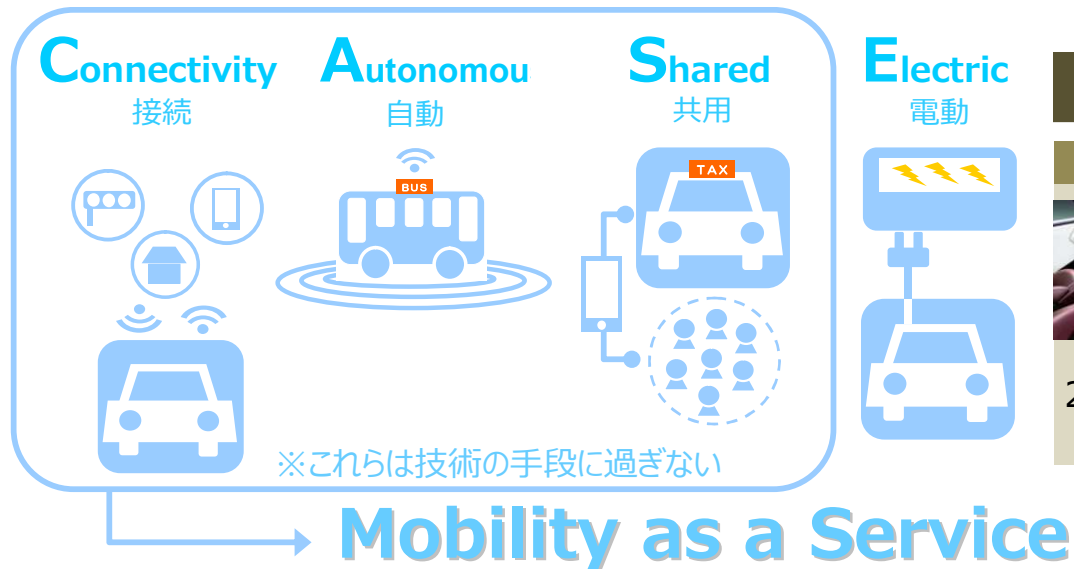 Connectivity
接続
Autonomou
自動
BUS
Shared
共用
TAX
Electric
電動
2
※これらは技術の手段に過ぎない
Mobility as a Service